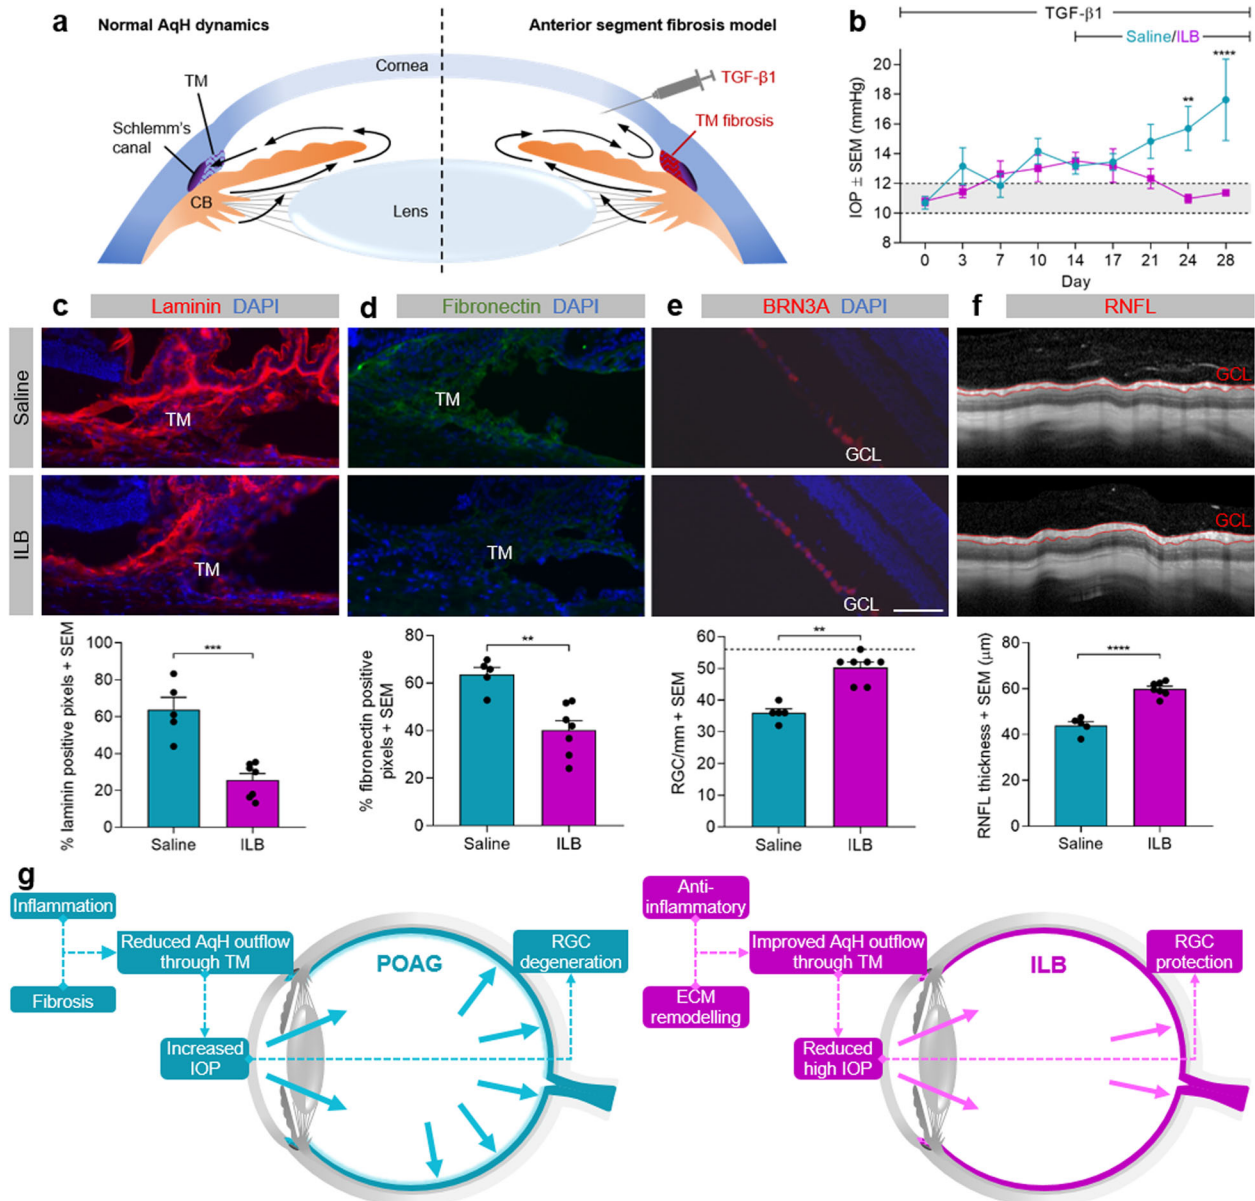 a
Normal AqH dynamics
Anterior segment fibrosis model
Cornea
TM
TGF-β1
Schlemm's
canal
TM fibrosis
CB
Lens
b
TGF-β1
Saline/ILB
IOP ± SEM (mmHg)
20
18
16
14
12
10
8
**
****
0 3 7 10 14 17 21 24 28
Day
c
Laminin DAPI
d
Fibronectin DAPI
e
BRN3A DAPI
f
RNFL
Saline
TM
TM
GCL
GCL
ILB
TM
TM
GCL
GCL
% laminin positive pixels + SEM
100
80
60
40
20
0
***
Saline ILB
% fibronectin positive
pixels + SEM
80
60
40
60
0
**
Saline ILB
RGC/mm + SEM
60
50
40
30
20
10
0
**
Saline ILB
RNFL thickness + SEM (μm)
80
60
40
20
0
****
Saline ILB
g
Inflammation
Reduced AqH outflow
through TM
Fibrosis
Increased
IOP
POAG
RGC
degeneration
Anti-
inflammatory
Improved AqH outflow
through TM
ECM
remodelling
Reduced
high IOP
ILB
RGC
protection